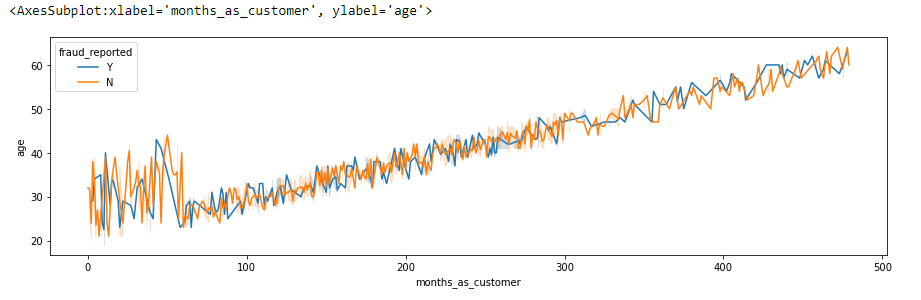 <AxesSubplot:xlabel='months_as_customer', ylabel='age'>
fraud_reported
Y
N
60
50
40
30
20
age
0
100
200
300
400
500
months_as_customer